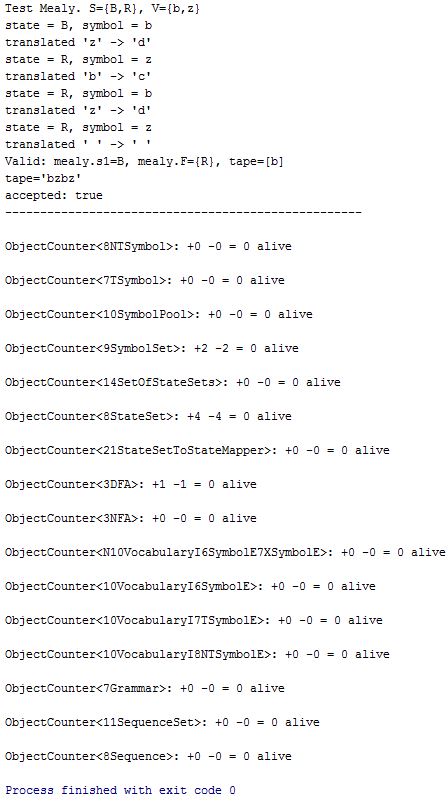 Test Mealy. S={B,R}, V={b,z}
state = B, symbol = b
translated 'z' -> 'd'
state = R, symbol = z
translated 'b' -> 'c'
state = R, symbol = b
translated 'z' -> 'd'
state = R, symbol = z
translated ' ' -> ' '
Valid: mealy.s1=B, mealy.F={R}, tape=[b]
tape='bzbz'
accepted: true
---------------------------------------------------
ObjectCounter<8NTSymbol>: +0 -0 = 0 alive
ObjectCounter<7TSymbol>: +0 -0 = 0 alive
ObjectCounter<10SymbolPool>: +0 -0 = 0 alive
ObjectCounter<9SymbolSet>: +2 -2 = 0 alive
ObjectCounter<14SetOfStateSets>: +0 -0 = 0 alive
ObjectCounter<8StateSet>: +4 -4 = 0 alive
ObjectCounter<21StateSetToStateMapper>: +0 -0 = 0 alive
ObjectCounter<3DFA>: +1 -1 = 0 alive
ObjectCounter<3NFA>: +0 -0 = 0 alive
ObjectCounter<N10VocabularyI6SymbolE7XSymbolE>: +0 -0 = 0 alive
ObjectCounter<10VocabularyI6SymbolE>: +0 -0 = 0 alive
ObjectCounter<10VocabularyI7TSymbolE>: +0 -0 = 0 alive
ObjectCounter<10VocabularyI8NTSymbolE>: +0 -0 = 0 alive
ObjectCounter<7Grammar>: +0 -0 = 0 alive
ObjectCounter<11SequenceSet>: +0 -0 = 0 alive
ObjectCounter<8Sequence>: +0 -0 = 0 alive
Process finished with exit code 0